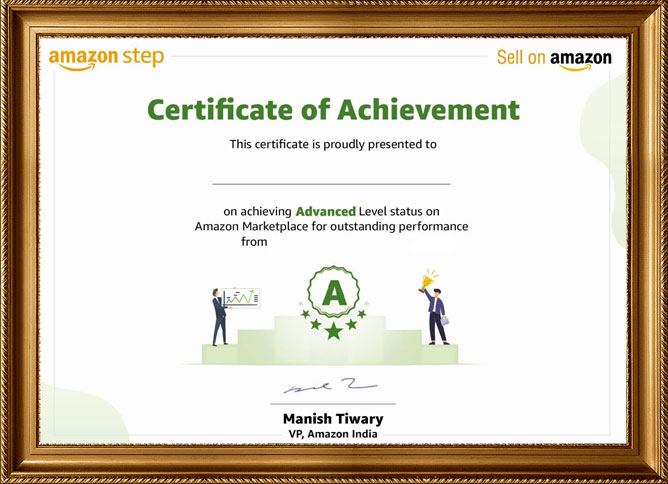 amazon step
Sell on amazon
Certificate of Achievement
This certificate is proudly presented to
on achieving Advanced Level status on
Amazon Marketplace for outstanding performance
from
A
Manish Tiwary
VP, Amazon India